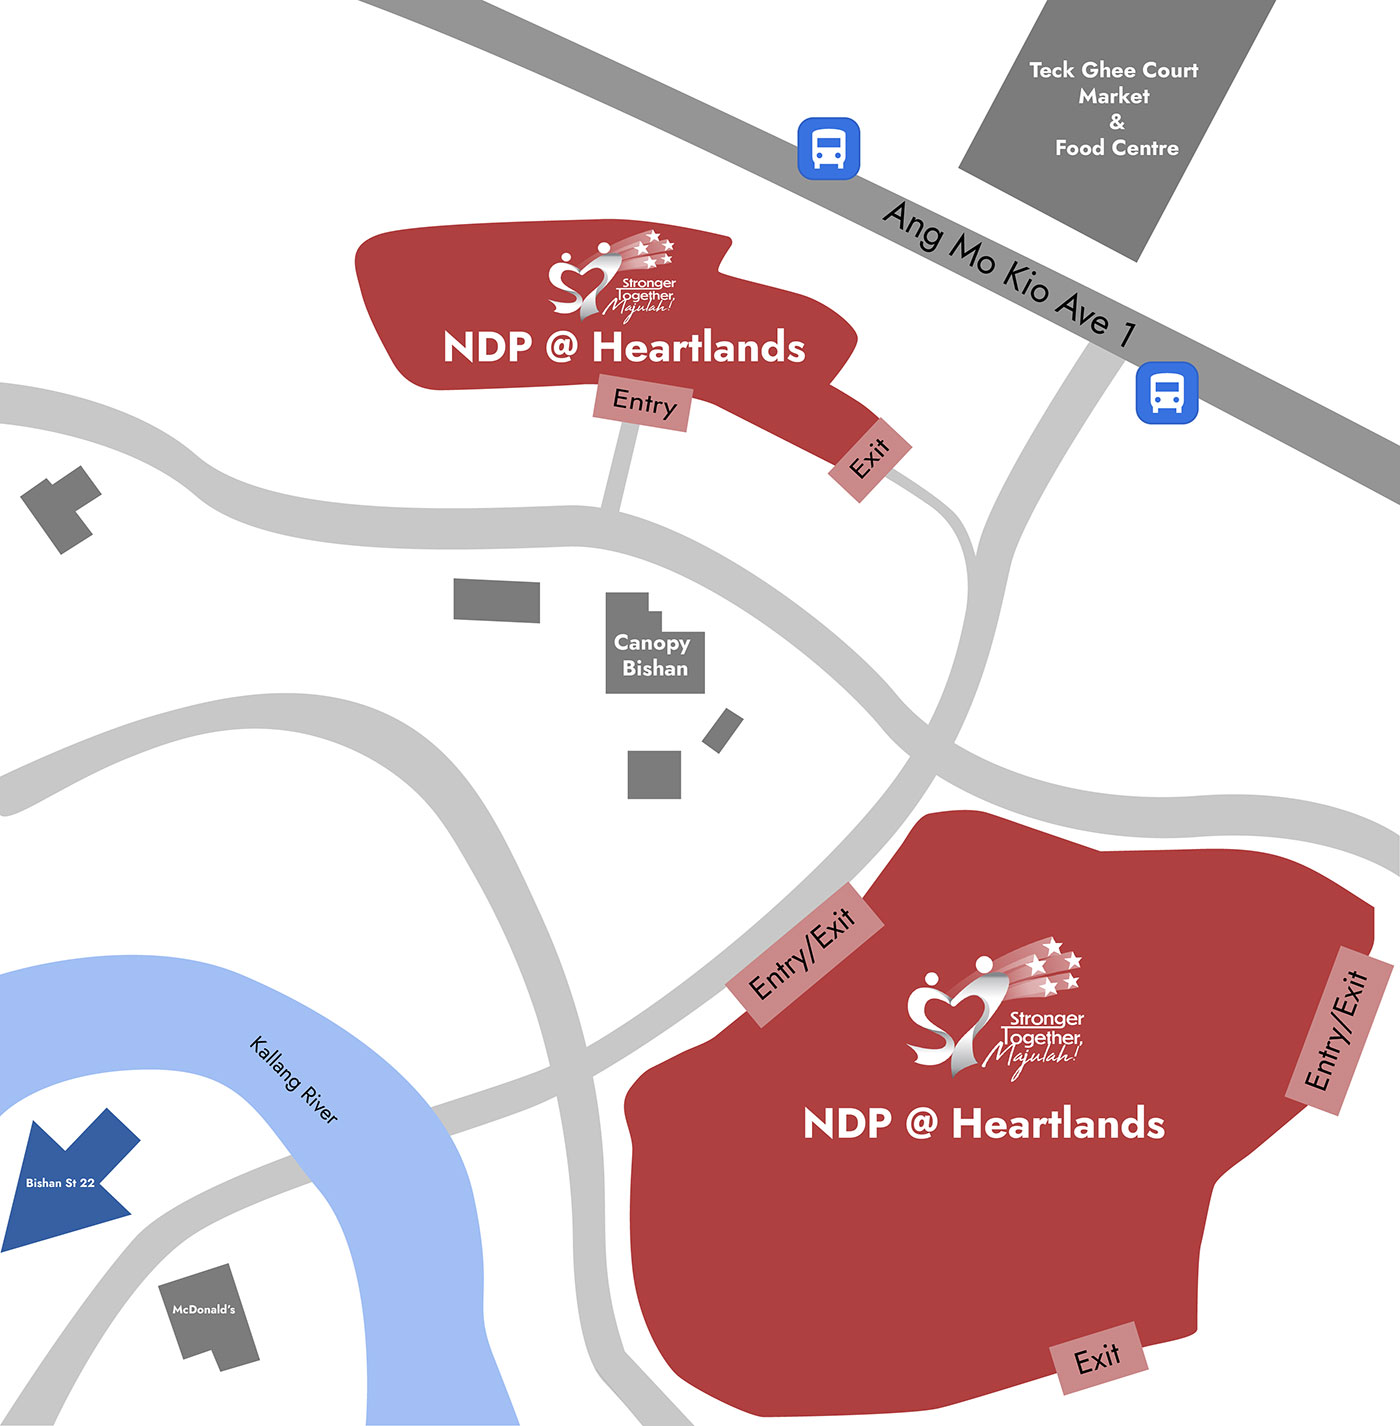 Teck Ghee Court
Market
&
Food Centre
Ang Mo Kio Ave 1
Stronger
Together,
Majulah!
NDP @ Heartlands
Entry
Exit
Canopy
Bishan
Entry/Exit
Stronger
Together,
Majulah!
NDP @ Heartlands
Entry/Exit
Kallang River
Bishan St 22
McDonald's
Exit